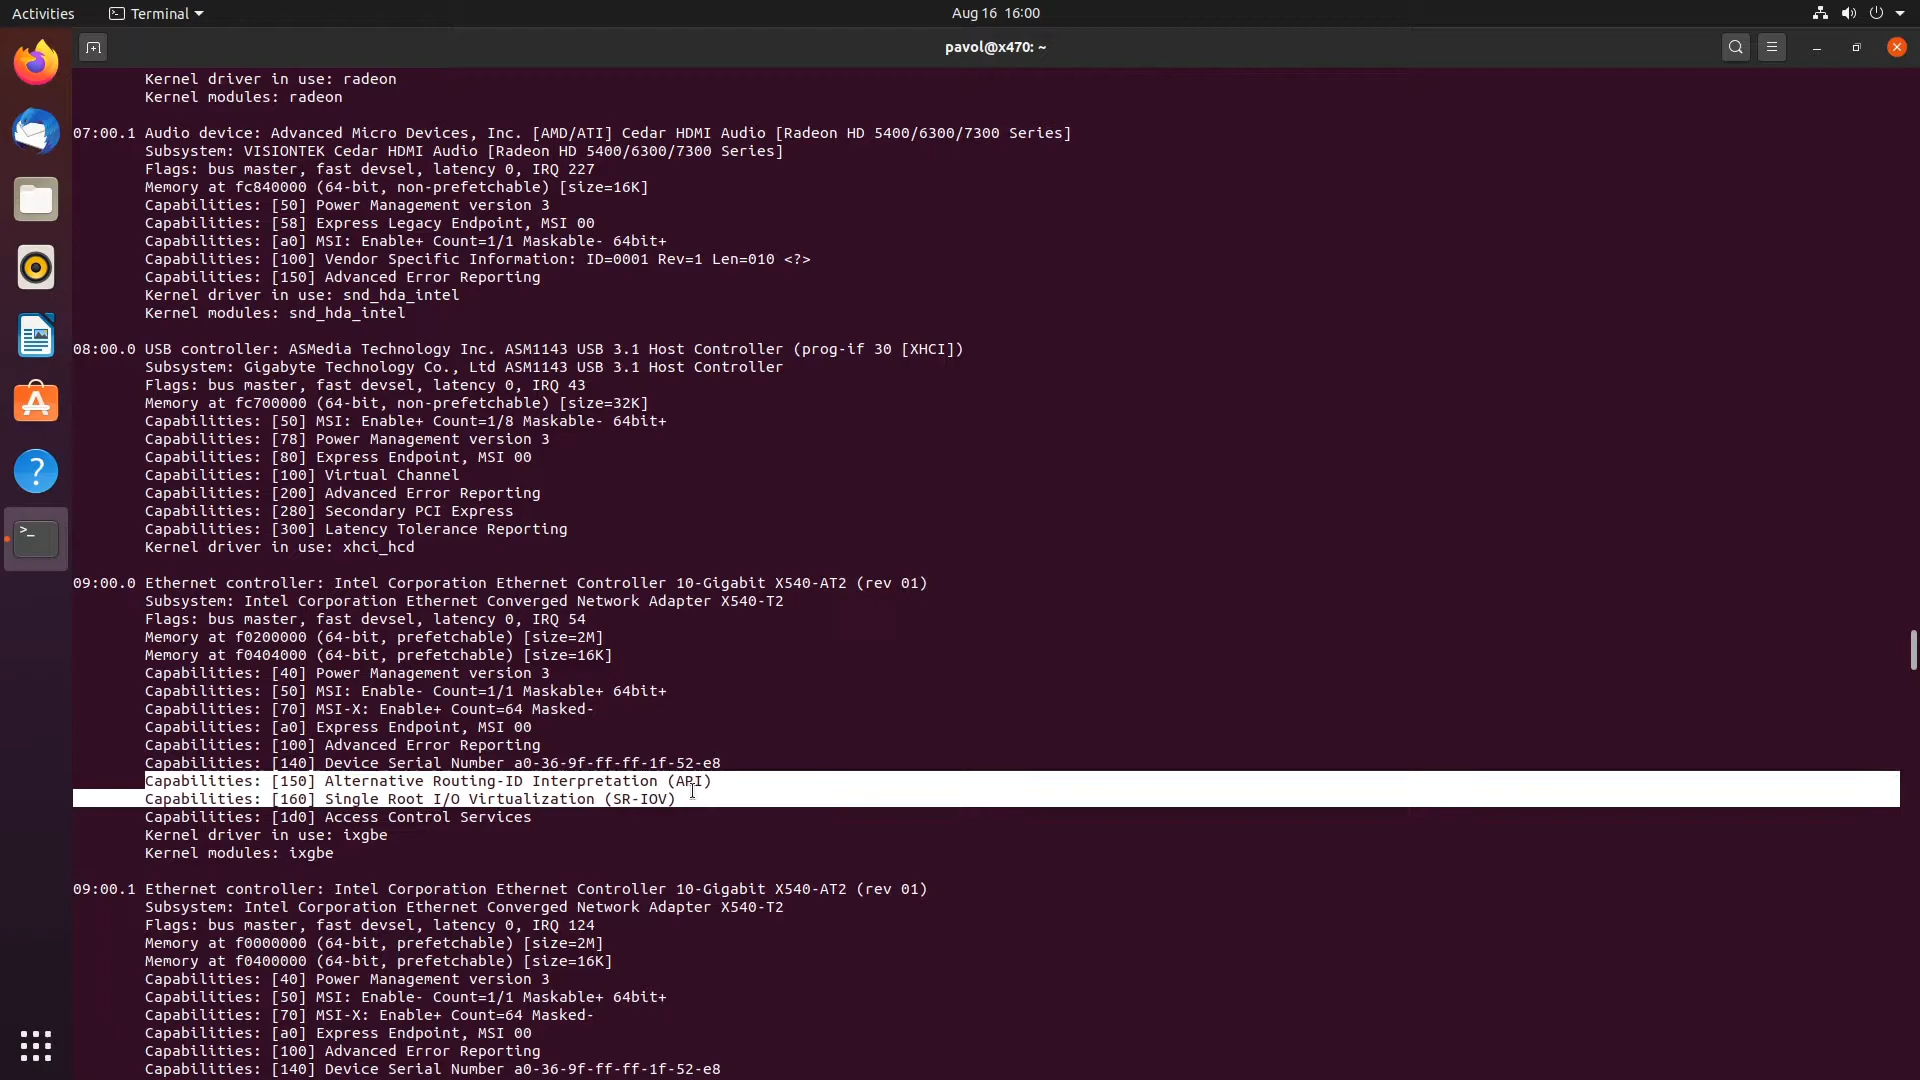 Activities
Terminal
Aug 16 16:00
pavol@x470: ~
Kernel driver in use: radeon
Kernel modules: radeon
07:00.1 Audio device: Advanced Micro Devices, Inc. [AMD/ATI] Cedar HDMI Audio [Radeon HD 5400/6300/7300 Series]
Subsystem: VISIONTEK Cedar HDMI Audio [Radeon HD 5400/6300/7300 Series]
Flags: bus master, fast devsel, latency 0, IRQ 227
Memory at fc840000 (64-bit, non-prefetchable) [size=16K]
Capabilities: [50] Power Management version 3
Capabilities: [58] Express Legacy Endpoint, MSI 00
Capabilities: [a0] MSI: Enable+ Count=1/1 Maskable- 64bit+
Capabilities: [100] Vendor Specific Information: ID=0001 Rev=1 Len=010 <?>
Capabilities: [150] Advanced Error Reporting
Kernel driver in use: snd_hda_intel
Kernel modules: snd_hda_intel
08:00.0 USB controller: ASMedia Technology Inc. ASM1143 USB 3.1 Host Controller (prog-if 30 [XHCI])
Subsystem: Gigabyte Technology Co., Ltd ASM1143 USB 3.1 Host Controller
Flags: bus master, fast devsel, latency 0, IRQ 43
Memory at fc700000 (64-bit, non-prefetchable) [size=32K]
Capabilities: [50] MSI: Enable+ Count=1/8 Maskable- 64bit+
Capabilities: [78] Power Management version 3
Capabilities: [80] Express Endpoint, MSI 00
Capabilities: [100] Virtual Channel
Capabilities: [200] Advanced Error Reporting
Capabilities: [280] Secondary PCI Express
Capabilities: [300] Latency Tolerance Reporting
Kernel driver in use: xhci_hcd
09:00.0 Ethernet controller: Intel Corporation Ethernet Controller 10-Gigabit X540-AT2 (rev 01)
Subsystem: Intel Corporation Ethernet Converged Network Adapter X540-T2
Flags: bus master, fast devsel, latency 0, IRQ 54
Memory at f0200000 (64-bit, prefetchable) [size=2M]
Memory at f0404000 (64-bit, prefetchable) [size=16K]
Capabilities: [40] Power Management version 3
Capabilities: [50] MSI: Enable- Count=1/1 Maskable+ 64bit+
Capabilities: [70] MSI-X: Enable+ Count=64 Masked-
Capabilities: [a0] Express Endpoint, MSI 00
Capabilities: [100] Advanced Error Reporting
Capabilities: [140] Device Serial Number a0-36-9f-ff-ff-1f-52-e8
Capabilities: [150] Alternative Routing-ID Interpretation (ARI)
Capabilities: [160] Single Root I/O Virtualization (SR-IOV)
Capabilities: [1d0] Access Control Services
Kernel driver in use: ixgbe
Kernel modules: ixgbe
09:00.1 Ethernet controller: Intel Corporation Ethernet Controller 10-Gigabit X540-AT2 (rev 01)
Subsystem: Intel Corporation Ethernet Converged Network Adapter X540-T2
Flags: bus master, fast devsel, latency 0, IRQ 124
Memory at f0000000 (64-bit, prefetchable) [size=2M]
Memory at f0400000 (64-bit, prefetchable) [size=16K]
Capabilities: [40] Power Management version 3
Capabilities: [50] MSI: Enable- Count=1/1 Maskable+ 64bit+
Capabilities: [70] MSI-X: Enable+ Count=64 Masked-
Capabilities: [a0] Express Endpoint, MSI 00
Capabilities: [100] Advanced Error Reporting
Capabilities: [140] Device Serial Number a0-36-9f-ff-ff-1f-52-e8